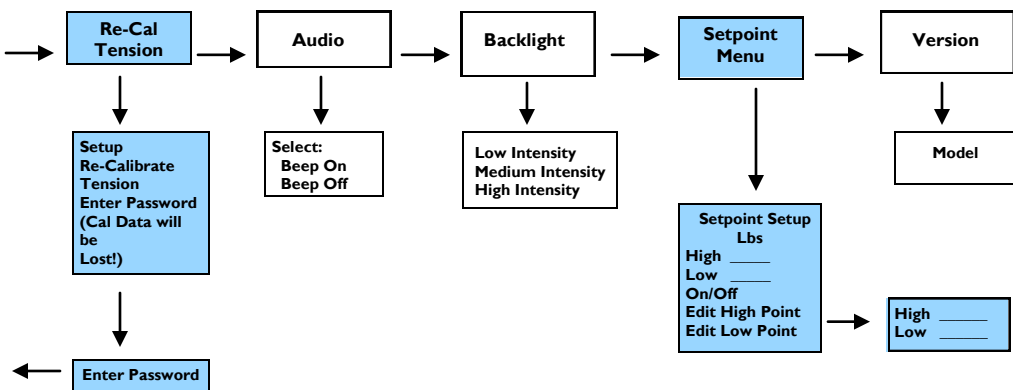 Re-Cal
Tension
Audio
Backlight
Setpoint
Menu
Version
Setup
Re-Calibrate
Tension
Enter Password
(Cal Data will
be
Lost!)
Select:
Beep On
Beep Off
Low Intensity
Medium Intensity
High Intensity
Model
Setpoint Setup
Lbs
High _____
Low _____
On/Off
Edit High Point
Edit Low Point
High ______
Low ______
Enter Password